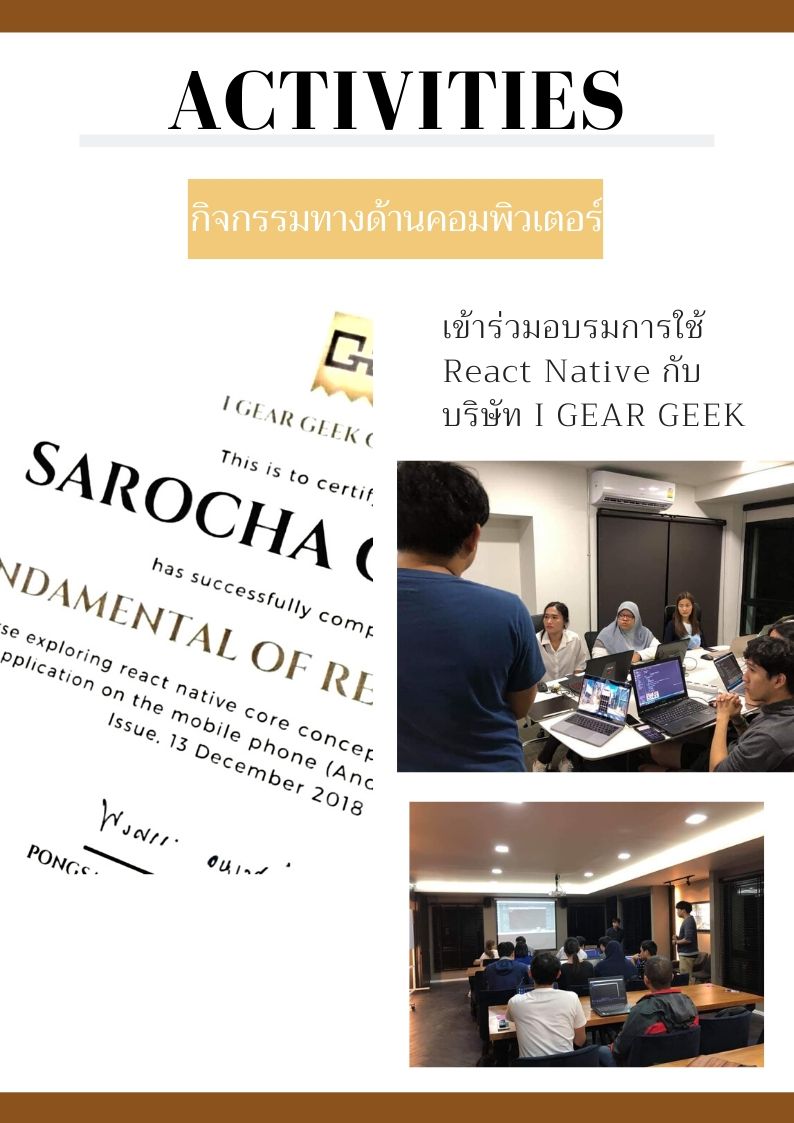 ACTIVITIES
กิจกรรมทางด้านคอมพิวเตอร์
เข้าร่วมอบรมการใช้
React Native กับ
บริษัท I GEAR GEEK
I GEAR GEEK
This is to certif
SAROCHA
has successfully comp
NDAMENTAL OF RE
se exploring react native core concep
pplication on the mobile phone (And
Issue. 13 December 2018
PONGS